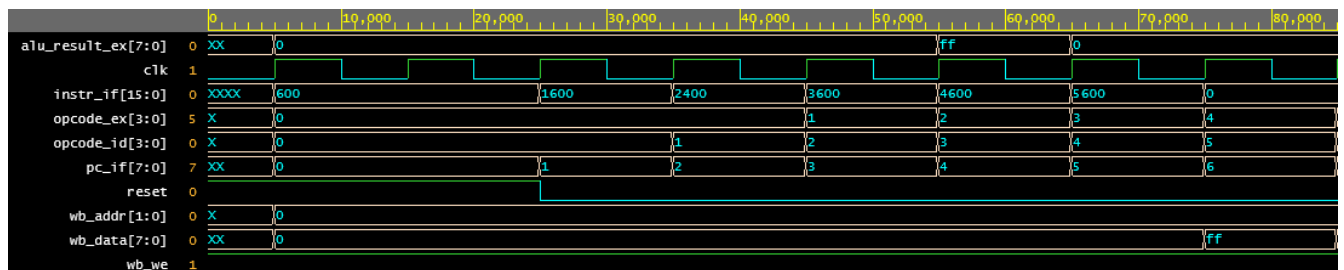 0 10,000 20,000 30,000 40,000 50,000 60,000 70,000 80,000
alu_result_ex[7:0] 0 XX 0 ff 0
clk 1
instr_if[15:0] 0 XXXX 600 1600 2400 3600 4600 5600 0
opcode_ex[3:0] 5 X 0 1 2 3 4
opcode_id[3:0] 0 X 0 1 2 3 4 5
pc_if[7:0] 7 XX 0 1 2 3 4 5 6
reset 0
wb_addr[1:0] 0 X 0
wb_data[7:0] 0 XX 0 ff
wb_we 1